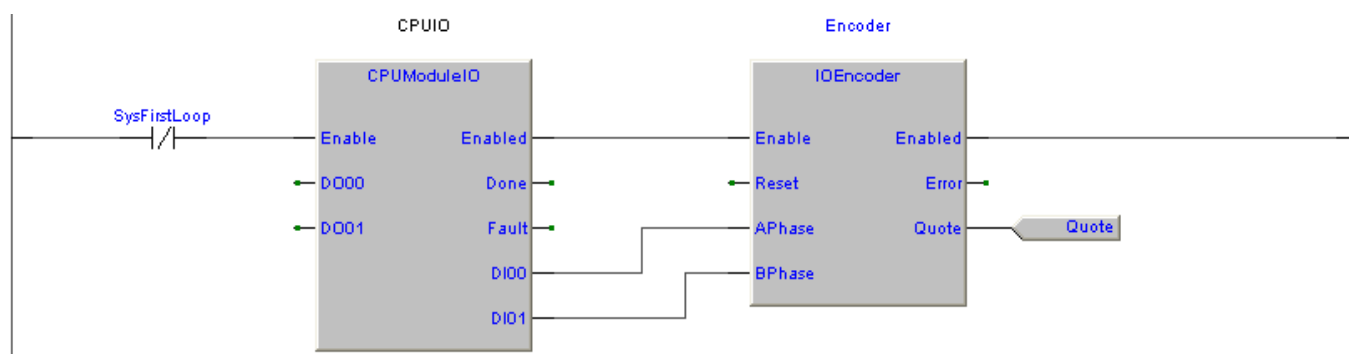 CPUIO Encoder
CPUModuleIO IOEncoder
SysFirstLoop
Enable Enabled Enable Enabled
DO00 Done Reset Error
DO01 Fault APhase Quote Quote
DI00 BPhase
DI01